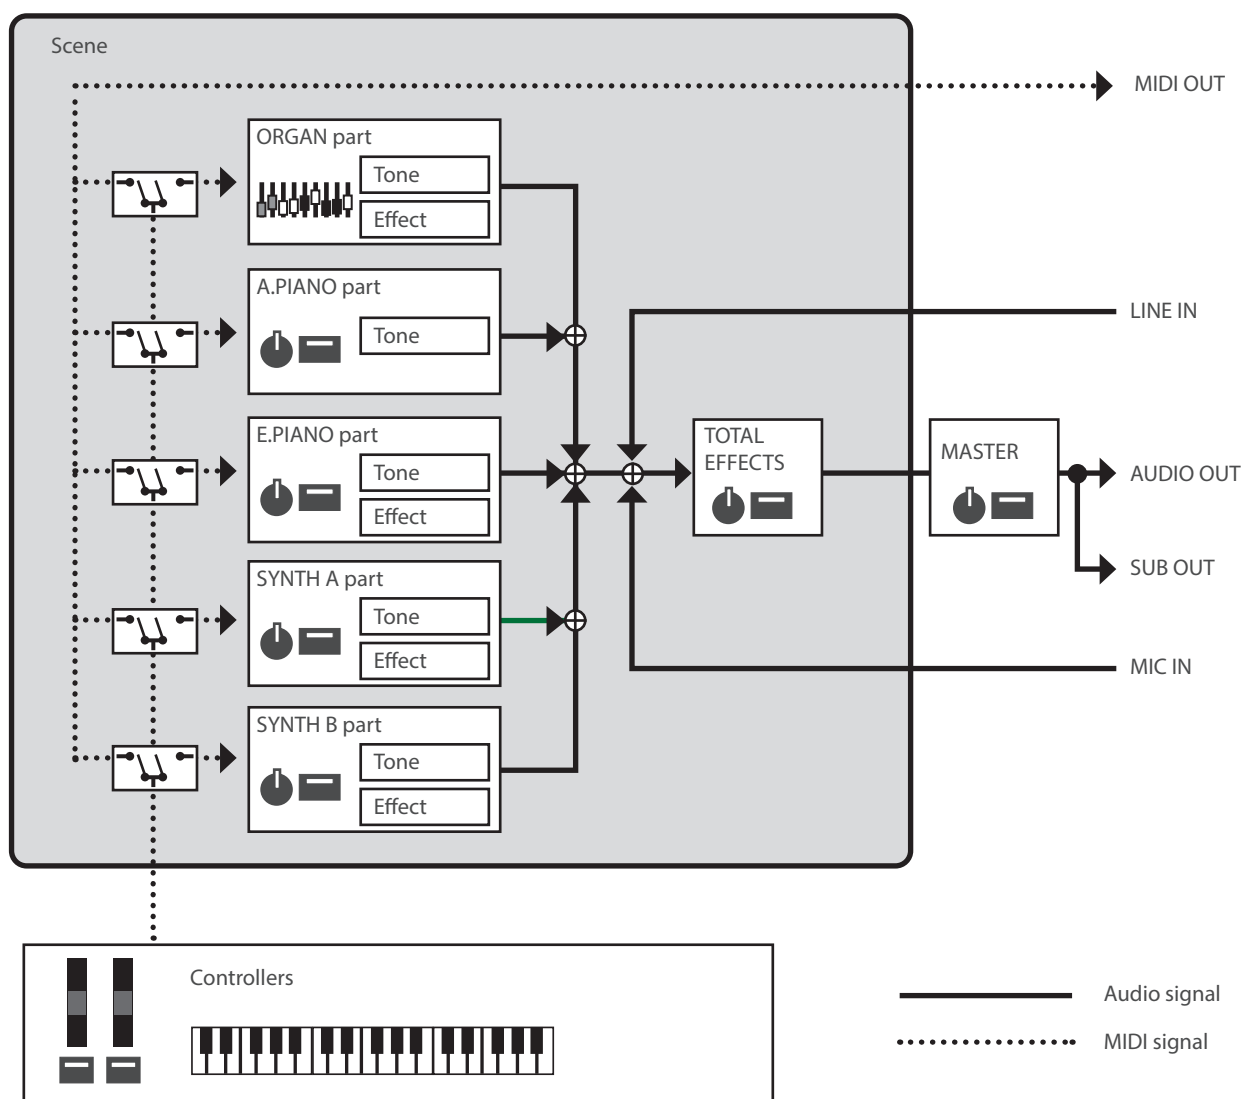 Scene
MIDI OUT
ORGAN part
Tone
Effect
A.PIANO part
Tone
LINE IN
E.PIANO part
Tone
Effect
TOTAL
EFFECTS
MASTER
AUDIO OUT
SUB OUT
SYNTH A part
Tone
Effect
MIC IN
SYNTH B part
Tone
Effect
Controllers
Audio signal
MIDI signal